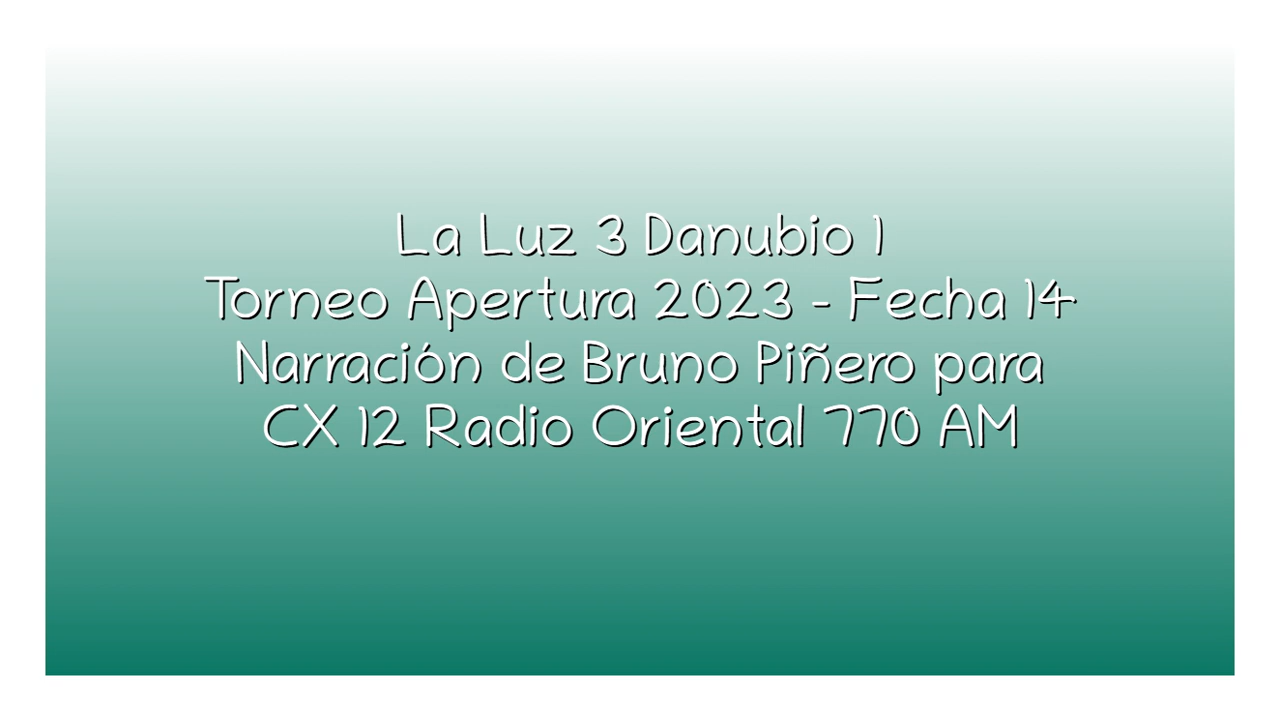 La Luz 3 Danubio 1
Torneo Apertura 2023 - Fecha 14
Narración de Bruno Piñero para
CX 12 Radio Oriental 770 AM